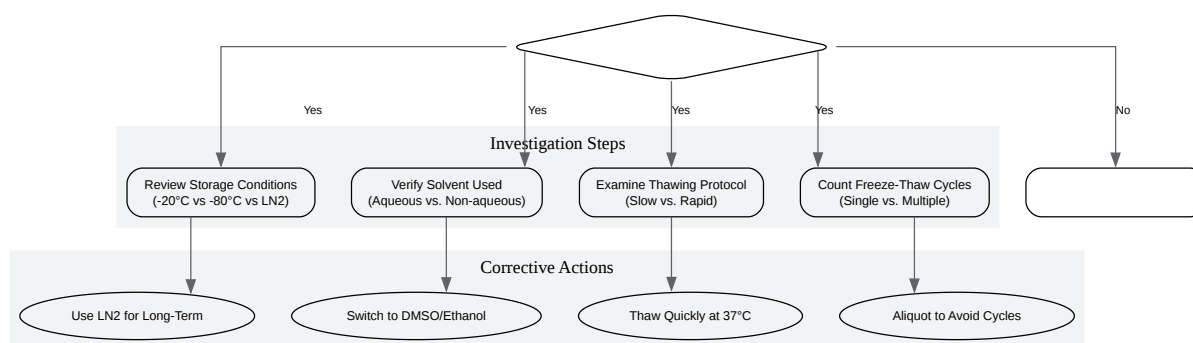 Yes
Yes
Yes
Yes
No
Investigation Steps
Review Storage Conditions
(-20°C vs -80°C vs LN2)
Verify Solvent Used
(Aqueous vs. Non-aqueous)
Examine Thawing Protocol
(Slow vs. Rapid)
Count Freeze-Thaw Cycles
(Single vs. Multiple)
Corrective Actions
Use LN2 for Long-Term
Switch to DMSO/Ethanol
Thaw Quickly at 37°C
Aliquot to Avoid Cycles